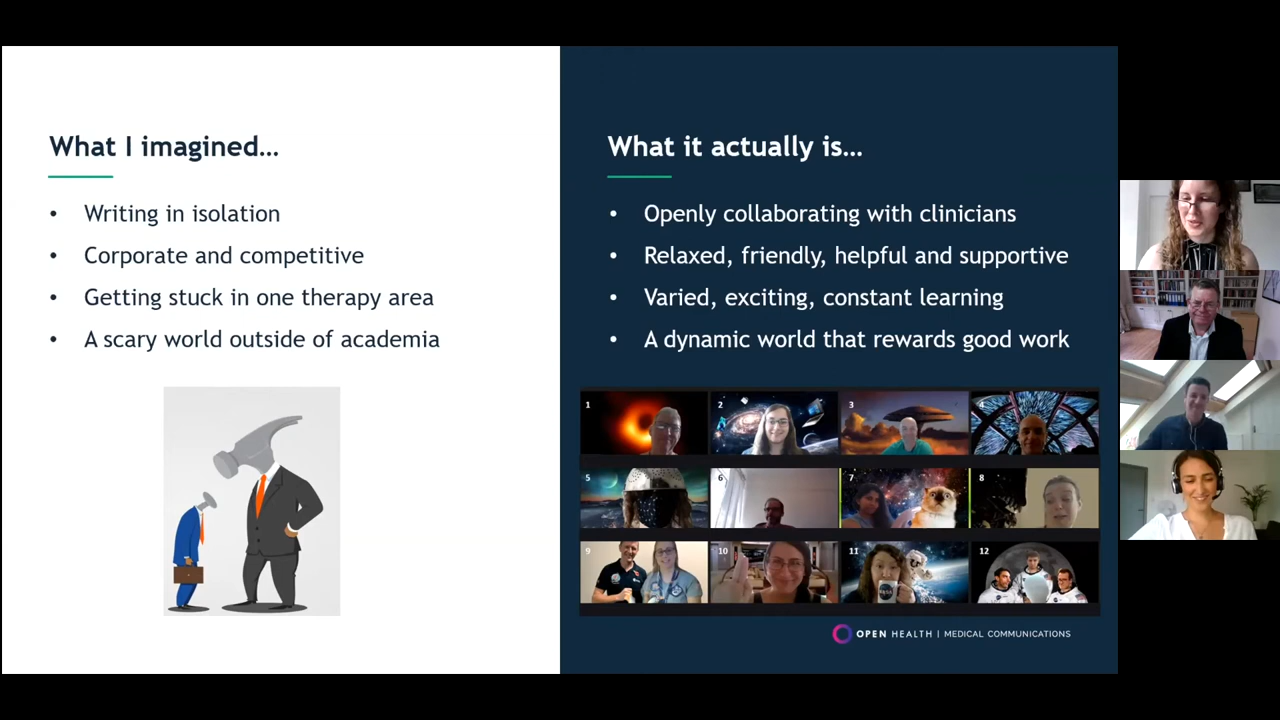 What I imagined...
• Writing in isolation
• Corporate and competitive
• Getting stuck in one therapy area
• A scary world outside of academia
What it actually is...
• Openly collaborating with clinicians
• Relaxed, friendly, helpful and supportive
• Varied, exciting, constant learning
• A dynamic world that rewards good work
1 2 3 4
5 6 7 8
9 10 11 12
NASA
OPEN HEALTH | MEDICAL COMMUNICATIONS